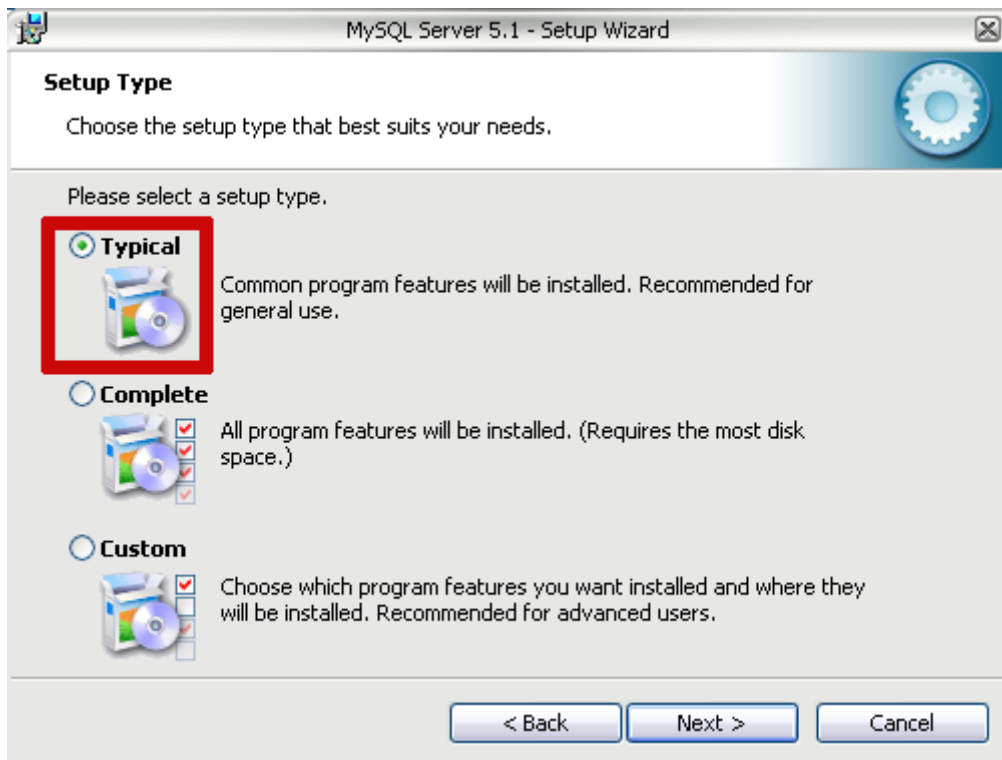 MySQL Server 5.1 - Setup Wizard
Setup Type
Choose the setup type that best suits your needs.
Please select a setup type.
Typical
Common program features will be installed. Recommended for
general use.
Complete
All program features will be installed. (Requires the most disk
space.)
Custom
Choose which program features you want installed and where they
will be installed. Recommended for advanced users.
< Back
Next >
Cancel